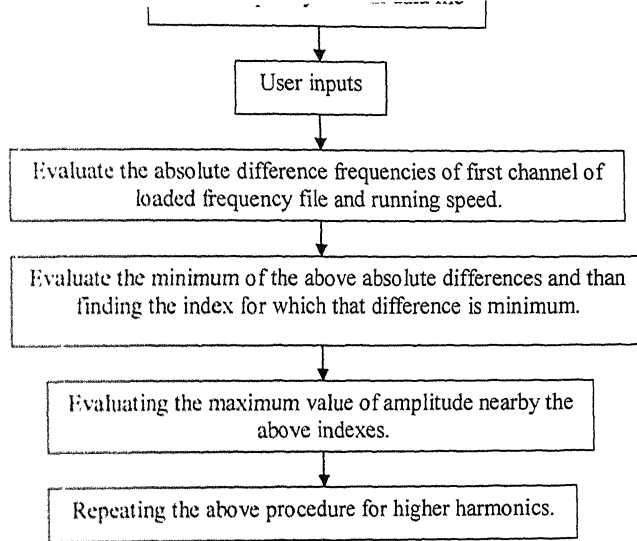 User inputs
Evaluate the absolute difference frequencies of first channel of
loaded frequency file and running speed.
Evaluate the minimum of the above absolute differences and than
finding the index for which that difference is minimum.
Evaluating the maximum value of amplitude nearby the
above indexes.
Repeating the above procedure for higher harmonics.